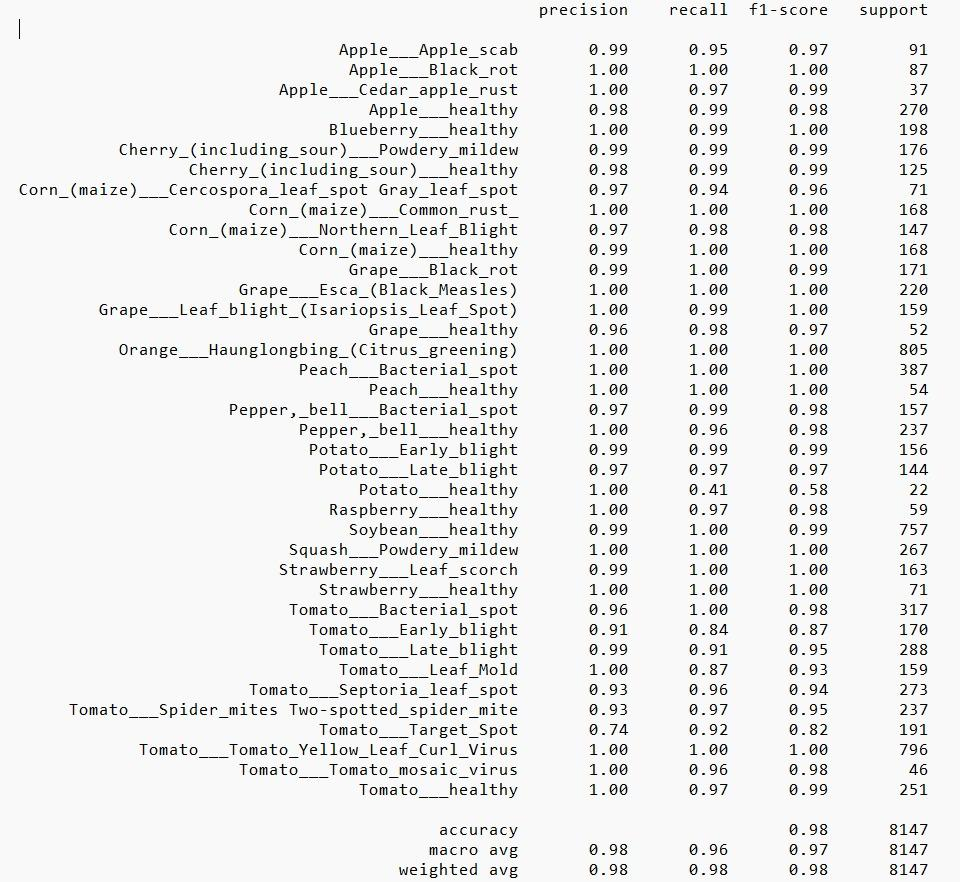 precision recall f1-score support
Apple___Apple_scab 0.99 0.95 0.97 91
Apple___Black_rot 1.00 1.00 1.00 87
Apple___Cedar_apple_rust 1.00 0.97 0.99 37
Apple___healthy 0.98 0.99 0.98 270
Blueberry___healthy 1.00 0.99 1.00 198
Cherry_(including_sour)___Powdery_mildew 0.99 0.99 0.99 176
Cherry_(including_sour)___healthy 0.98 0.99 0.99 125
Corn_(maize)___Cercospora_leaf_spot Gray_leaf_spot 0.97 0.94 0.96 71
Corn_(maize)___Common_rust_ 1.00 1.00 1.00 168
Corn_(maize)___Northern_Leaf_Blight 0.97 0.98 0.98 147
Corn_(maize)___healthy 0.99 1.00 1.00 168
Grape___Black_rot 0.99 1.00 0.99 171
Grape___Esca_(Black_Measles) 1.00 1.00 1.00 220
Grape___Leaf_blight_(Isariopsis_Leaf_Spot) 1.00 0.99 1.00 159
Grape___healthy 0.96 0.98 0.97 52
Orange___Haunglongbing_(Citrus_greening) 1.00 1.00 1.00 805
Peach___Bacterial_spot 1.00 1.00 1.00 387
Peach___healthy 1.00 1.00 1.00 54
Pepper,_bell___Bacterial_spot 0.97 0.99 0.98 157
Pepper,_bell___healthy 1.00 0.96 0.98 237
Potato___Early_blight 0.99 0.99 0.99 156
Potato___Late_blight 0.97 0.97 0.97 144
Potato___healthy 1.00 0.41 0.58 22
Raspberry___healthy 1.00 0.97 0.98 59
Soybean___healthy 0.99 1.00 0.99 757
Squash___Powdery_mildew 1.00 1.00 1.00 267
Strawberry___Leaf_scorch 0.99 1.00 1.00 163
Strawberry___healthy 1.00 1.00 1.00 71
Tomato___Bacterial_spot 0.96 1.00 0.98 317
Tomato___Early_blight 0.91 0.84 0.87 170
Tomato___Late_blight 0.99 0.91 0.95 288
Tomato___Leaf_Mold 1.00 0.87 0.93 159
Tomato___Septoria_leaf_spot 0.93 0.96 0.94 273
Tomato___Spider_mites Two-spotted_spider_mite 0.93 0.97 0.95 237
Tomato___Target_Spot 0.74 0.92 0.82 191
Tomato___Tomato_Yellow_Leaf_Curl_Virus 1.00 1.00 1.00 796
Tomato___Tomato_mosaic_virus 1.00 0.96 0.98 46
Tomato___healthy 1.00 0.97 0.99 251
accuracy 0.98 8147
macro avg 0.98 0.96 0.97 8147
weighted avg 0.98 0.98 0.98 8147